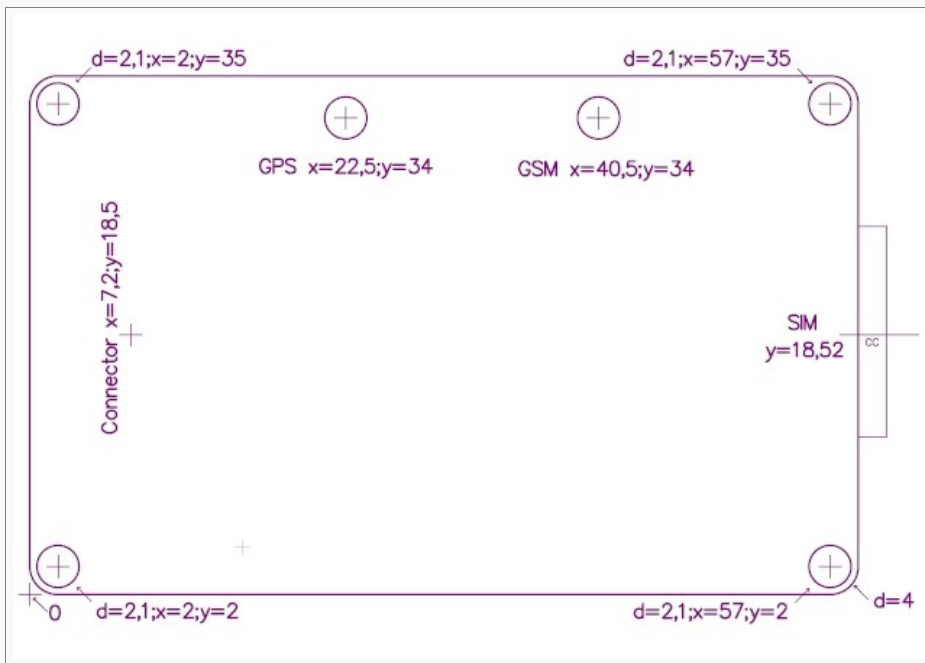 d=2,1;x=2;y=35
d=2,1;x=57;y=35
GPS x=22,5;y=34
GSM x=40,5;y=34
Connector x=7,2;y=18,5
SIM
y=18,52
CC
0
d=2,1;x=2;y=2
d=2,1;x=57;y=2
d=4